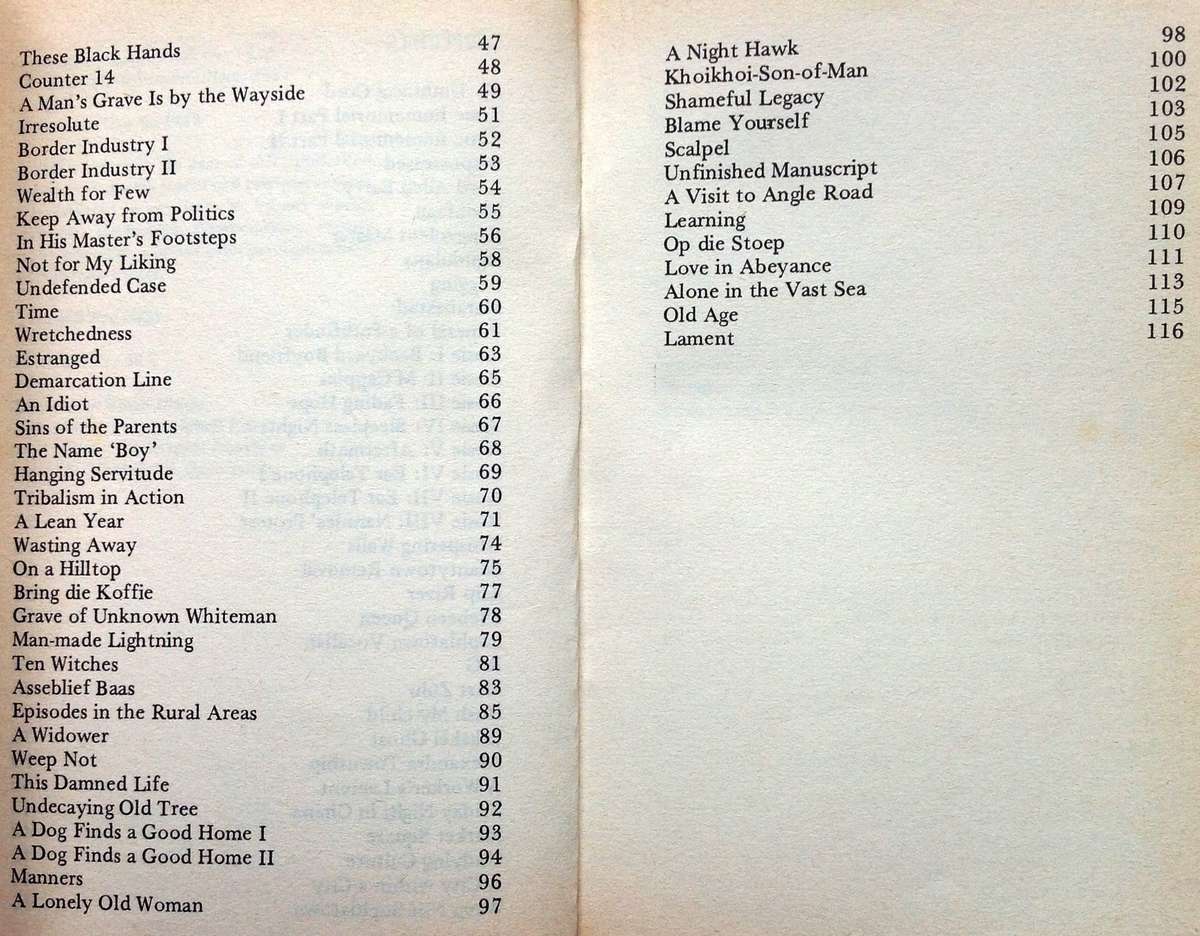 These Black Hands 47
Counter 14 48
A Man's Grave Is by the Wayside 49
Irresolute 51
Border Industry I 52
Border Industry II 53
Wealth for Few 54
Keep Away from Politics 55
In His Master's Footsteps 56
Not for My Liking 58
Undefended Case 59
Time 60
Wretchedness 61
Estranged 63
Demarcation Line 65
An Idiot 66
Sins of the Parents 67
The Name 'Boy' 68
Hanging Servitude 69
Tribalism in Action 70
A Lean Year 71
Wasting Away 74
On a Hilltop 75
Bring die Koffie 77
Grave of Unknown Whiteman 78
Man-made Lightning 79
Ten Witches 81
Asseblief Baas 83
Episodes in the Rural Areas 85
A Widower 89
Weep Not 90
This Damned Life 91
Undecaying Old Tree 92
A Dog Finds a Good Home I 93
A Dog Finds a Good Home II 94
Manners 96
A Lonely Old Woman 97
A Night Hawk 98
Khoikhoi-Son-of-Man 100
Shameful Legacy 102
Blame Yourself 103
Scalpel 105
Unfinished Manuscript 106
A Visit to Angle Road 107
Learning 109
Op die Stoep 110
Love in Abeyance 111
Alone in the Vast Sea 113
Old Age 115
Lament 116